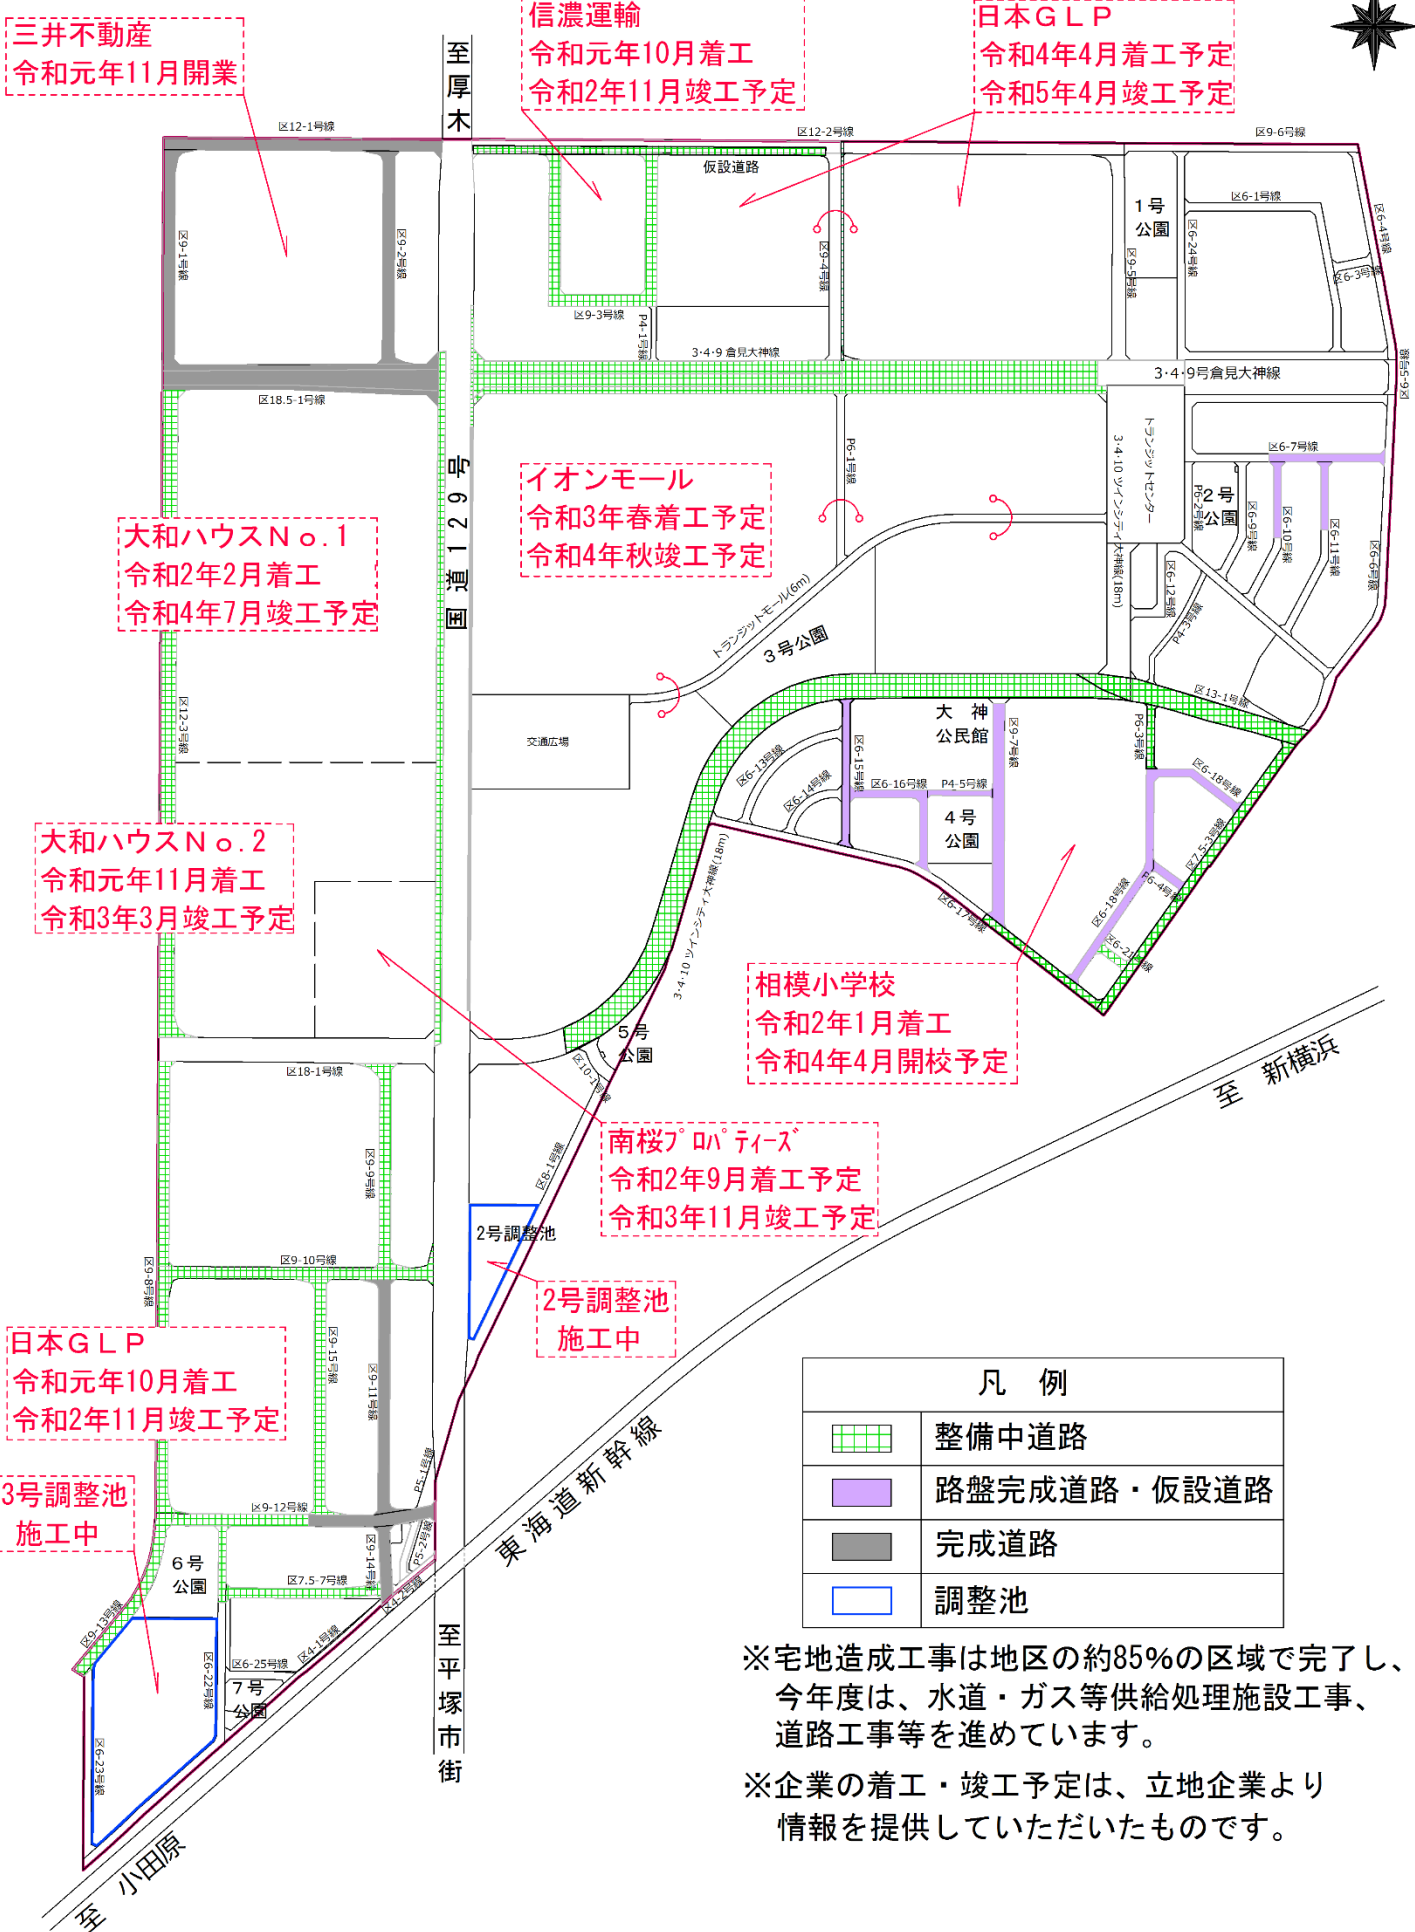 三井不動産
令和元年11月開業
信濃運輸
令和元年10月着工
令和2年11月竣工予定
日本GLP
令和4年4月着工予定
令和5年4月竣工予定
至厚木
区12-1号線
区12-2号線
区9-6号線
仮設道路
区9-1号線
区9-2号線
区9-3号線
P4-1号線
区9-4号線
区9-5号線
1号
公園
区6-24号線
区6-1号線
区6-4号線
区6-3号線
3･4･9 倉見大神線
3･4･9号倉見大神線
区18.5-1号線
国道129号
イオンモール
令和3年春着工予定
令和4年秋竣工予定
P6-1号線
3･4･10 ツインシティ大神線(18m)
トランジットセンター
区6-7号線
P6-2号線
2号
公園
区6-9号線
区6-10号線
区6-11号線
区6-6号線
区6-12号線
P4-3号線
大和ハウスNo.1
令和2年2月着工
令和4年7月竣工予定
トランジットモール(6m)
3号公園
区12-3号線
交通広場
区13-1号線
大神
公民館
区9-7号線
P6-3号線
区6-13号線
区6-14号線
区6-15号線
区6-16号線
P4-5号線
4号
公園
区6-18号線
区7.5-3号線
P6-4号線
区6-18号線
区6-21号線
区6-17号線
大和ハウスNo.2
令和元年11月着工
令和3年3月竣工予定
3･4･10 ツインシティ大神線(18m)
相模小学校
令和2年1月着工
令和4年4月開校予定
5号
公園
区10-1号線
区18-1号線
南桜プロパティーズ
令和2年9月着工予定
令和3年11月竣工予定
区9-9号線
区8-1号線
2号調整池
区9-10号線
区9-8号線
2号調整池
施工中
至 新横浜
日本GLP
令和元年10月着工
令和2年11月竣工予定
区9-15号線
区9-11号線
P5-1号線
P5-2号線
3号調整池
施工中
区9-12号線
区9-14号線
6号
公園
区7.5-7号線
区4-2号線
区4-1号線
区9-13号線
区6-22号線
区6-25号線
7号
公園
区6-23号線
東海道新幹線
至平塚市街
至 小田原
凡 例
整備中道路
路盤完成道路・仮設道路
完成道路
調整池
※宅地造成工事は地区の約85%の区域で完了し、
今年度は、水道・ガス等供給処理施設工事、
道路工事等を進めています。
※企業の着工・竣工予定は、立地企業より
情報を提供していただいたものです。